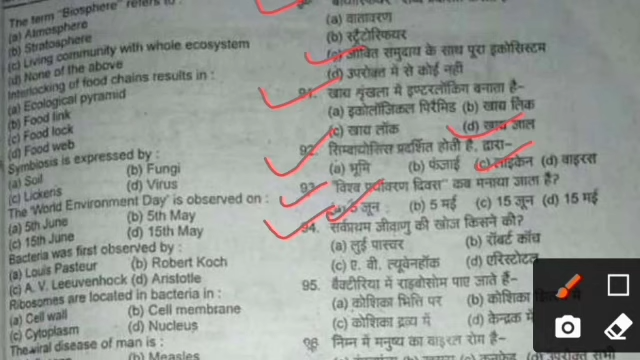 The term "Biosphere" refers to :
(a) Atmosphere
(b) Stratosphere
(c) Living community with whole ecosystem
(d) None of the above
Interlocking of food chains results in :
(a) Ecological pyramid
(b) Food link
(c) Food lock
(d) Food web
Symbiosis is expressed by :
(a) Soil (b) Fungi
(c) Lickens (d) Virus
The 'World Environment Day' is observed on :
(a) 5th June (b) 5th May
(c) 15th June (d) 15th May
Bacteria was first observed by :
(a) Louis Pasteur (b) Robert Koch
(c) A. V. Leeuvenhock (d) Aristotle
Ribosomes are located in bacteria in :
(a) Cell wall (b) Cell membrane
(c) Cytoplasm (d) Nucleus
The viral disease of man is :
(b) Measles
(a) वातावरण
(b) स्ट्रैटोस्फियर
(c) जीवित समुदाय के साथ पूरा इकोसिस्टम
(d) उपरोक्त में से कोई नहीं
91. खाद्य श्रृंखला में इण्टरलॉकिंग बनाता है–
(a) इकोलॉजिकल पिरैमिड (b) खाद्य लिंक
(c) खाद्य लॉक (d) खाद्य जाल
92. सिम्बायोसिस प्रदर्शित होती है, द्वारा–
(a) भूमि (b) फंजाई (c) लाइकेन (d) वाइरस
93. 'विश्व पर्यावरण दिवस' कब मनाया जाता है?
(a) 5 जून (b) 5 मई (c) 15 जून (d) 15 मई
94. सर्वप्रथम जीवाणु की खोज किसने की?
(a) लुई पास्चर (b) रॉबर्ट कॉच
(c) ए. वी. ल्यूवेनहॉक (d) एरिस्टोटल
95. बैक्टीरिया में राइबोसोम पाए जाते हैं–
(a) कोशिका भित्ति पर (b) कोशिका
(c) कोशिका द्रव्य में (d) केन्द्रक में
96. निम्न में मनुष्य का वाइरल रोग है–